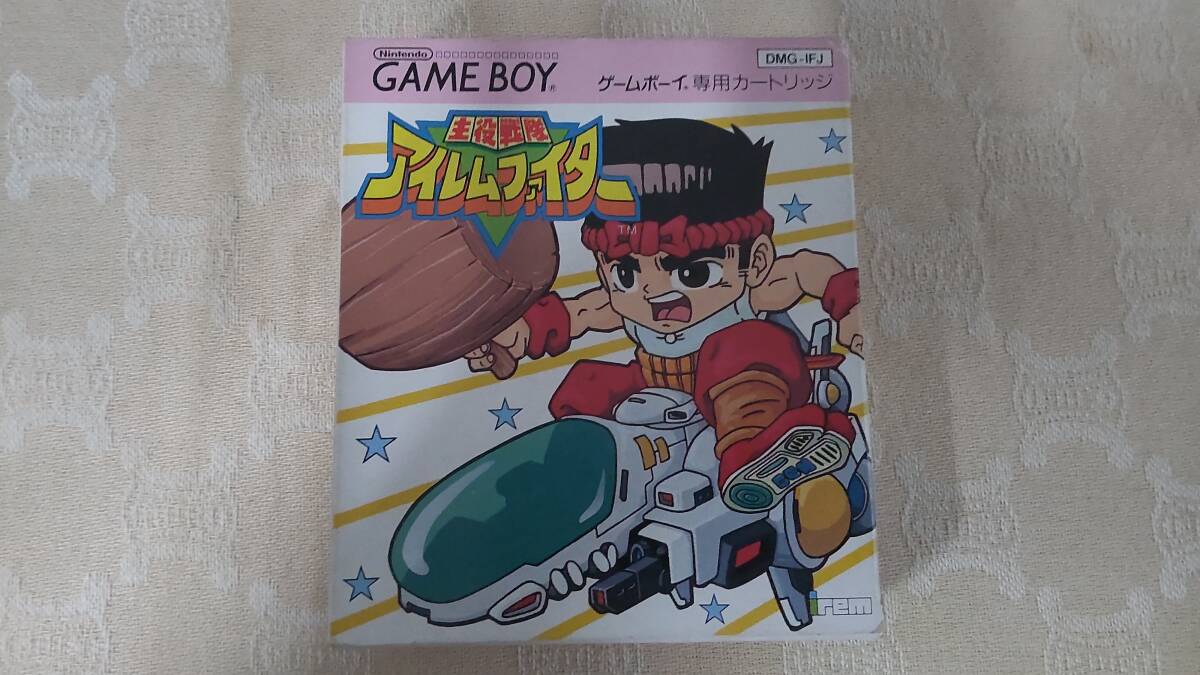 Nintendo
GAME BOY®
DMG-IFJ
ゲームボーイ®専用カートリッジ
主役戦隊
アイレムファイター
TM
irem